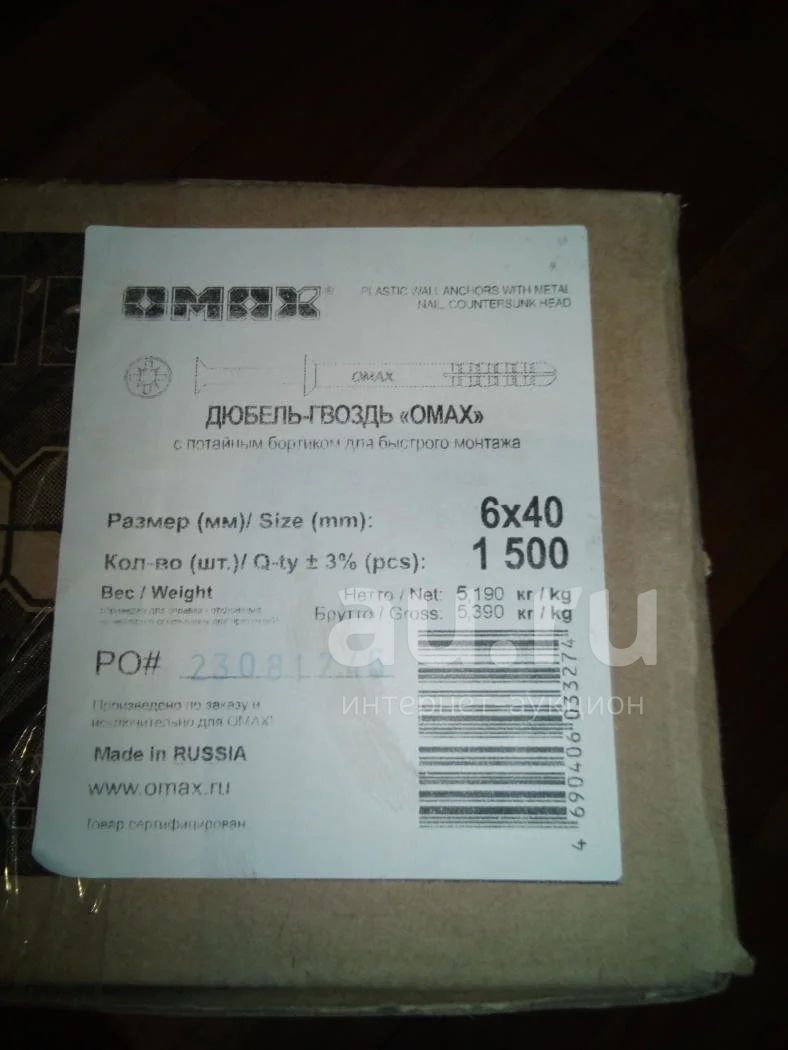 OMAX®
PLASTIC WALL ANCHORS WITH METAL
NAIL, COUNTERSUNK HEAD
OMAX
ДЮБЕЛЬ-ГВОЗДЬ «OMAX»
с потайным бортиком для быстрого монтажа
Размер (мм)/ Size (mm): 6x40
Кол-во (шт.)/ Q-ty ± 3% (pcs): 1 500
Вес / Weight
Нетто / Net: 5,190 кг / kg
Брутто / Gross: 5,390 кг / kg
PO#
Произведено по заказу и
исключительно для OMAX!
Made in RUSSIA
www.omax.ru
Товар сертифицирован
4 690406 033274
au.ru
интернет-аукцион